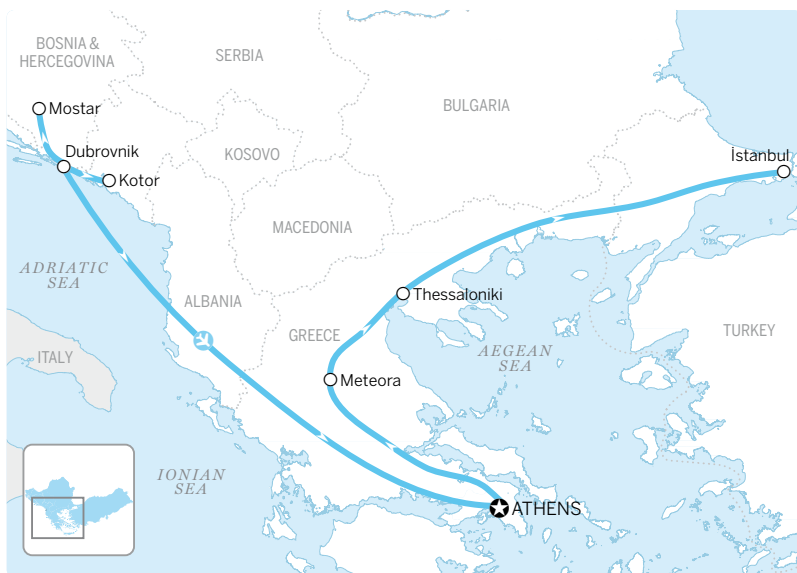 BOSNIA &
HERCEGOVINA
SERBIA
BULGARIA
Mostar
Dubrovnik
KOSOVO
İstanbul
Kotor
MACEDONIA
ADRIATIC
SEA
ALBANIA
Thessaloniki
GREECE
TURKEY
ITALY
AEGEAN
SEA
Meteora
IONIAN
SEA
ATHENS